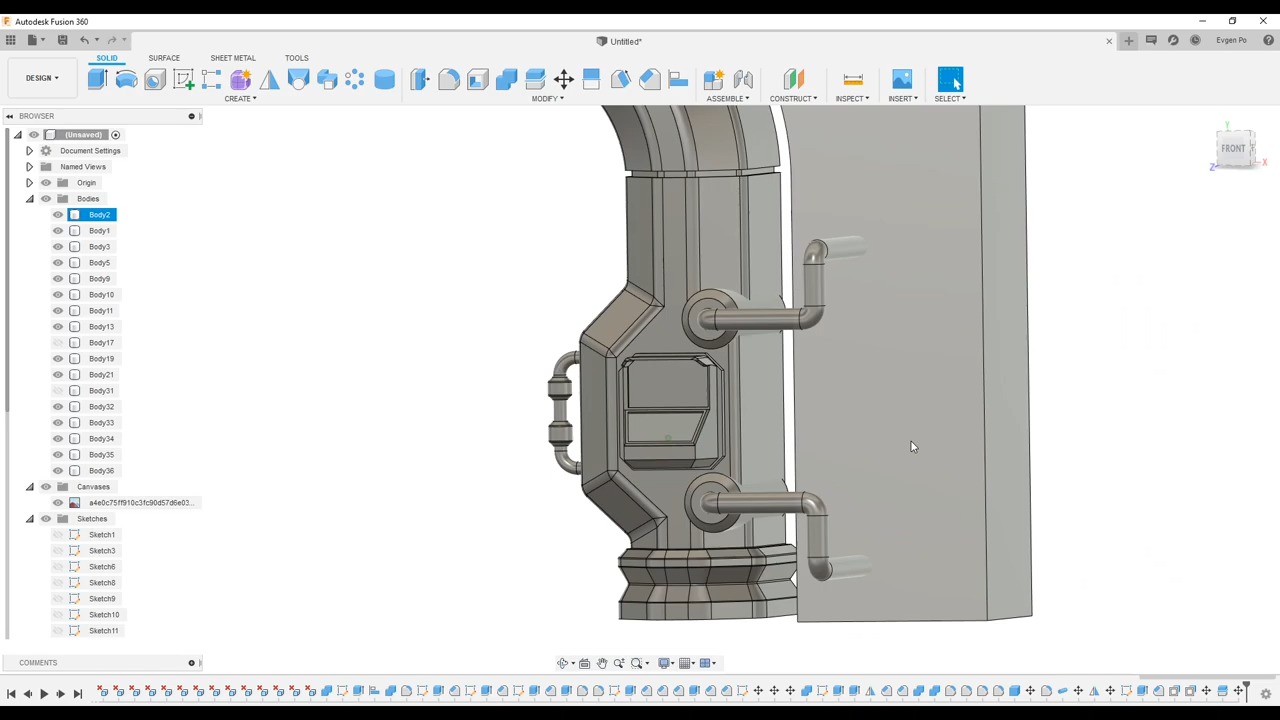 Autodesk Fusion 360
Untitled*
Evgen Po
DESIGN
SOLID
SURFACE
SHEET METAL
TOOLS
CREATE
MODIFY
ASSEMBLE
CONSTRUCT
INSPECT
INSERT
SELECT
BROWSER
(Unsaved)
Document Settings
Named Views
Origin
Bodies
Body2
Body1
Body3
Body5
Body9
Body10
Body11
Body13
Body17
Body19
Body21
Body31
Body32
Body33
Body34
Body35
Body36
Canvases
a4e0c75ff910c3fc90d57d6e03...
Sketches
Sketch1
Sketch3
Sketch6
Sketch8
Sketch9
Sketch10
Sketch11
COMMENTS
Y
FRONT
Z
X